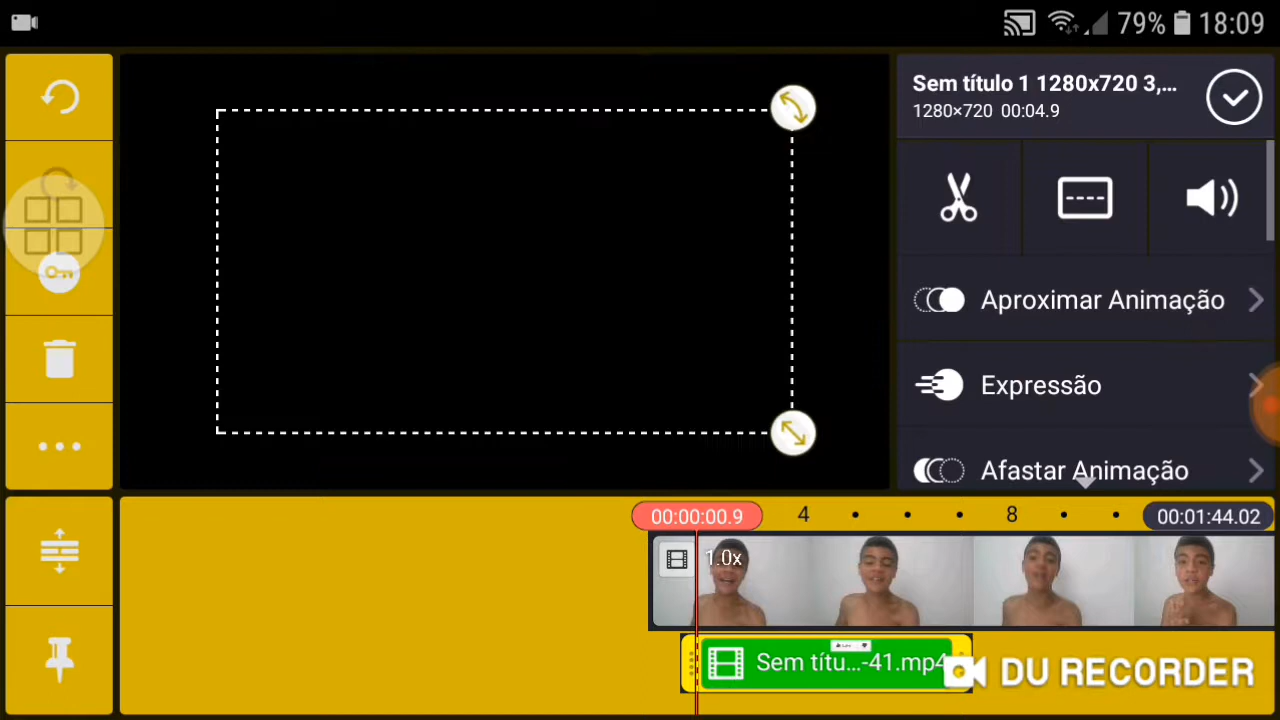 79% 18:09
Sem título 1 1280x720 3,...
1280×720 00:04.9
Aproximar Animação
Expressão
Afastar Animação
00:00:00.9 4 8 00:01:44.02
1.0x
Sem títu...-41.mp4
DU RECORDER